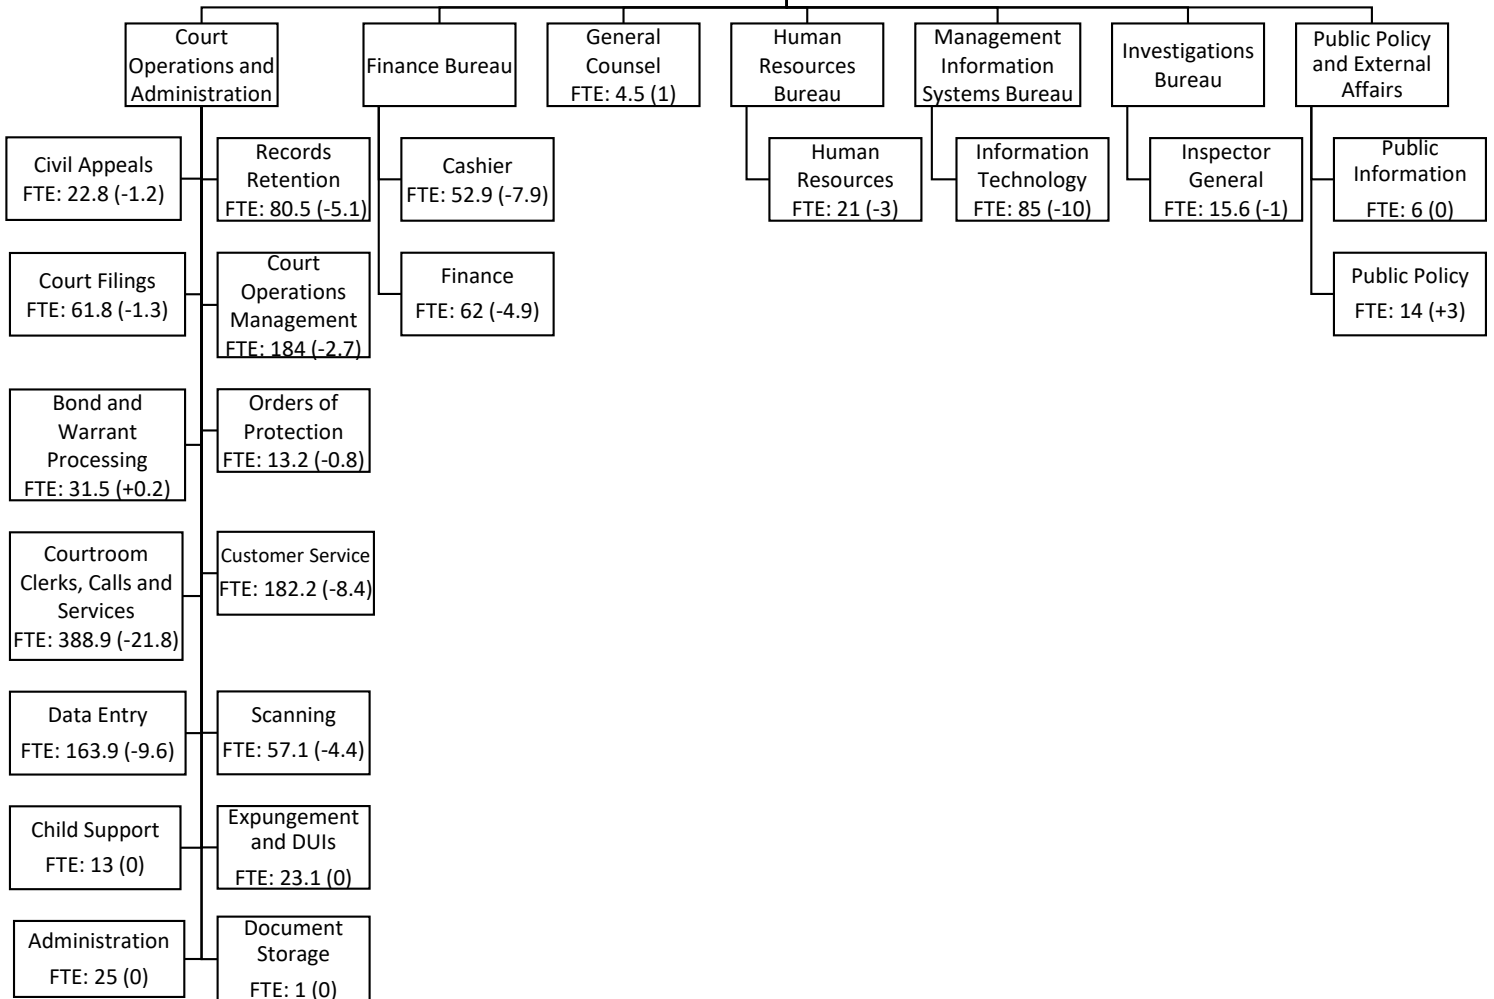 Court
Operations and
Administration
Finance Bureau
General
Counsel
FTE: 4.5 (1)
Human
Resources
Bureau
Management
Information
Systems Bureau
Investigations
Bureau
Public Policy
and External
Affairs
Civil Appeals
FTE: 22.8 (-1.2)
Records
Retention
FTE: 80.5 (-5.1)
Cashier
FTE: 52.9 (-7.9)
Human
Resources
FTE: 21 (-3)
Information
Technology
FTE: 85 (-10)
Inspector
General
FTE: 15.6 (-1)
Public
Information
FTE: 6 (0)
Court Filings
FTE: 61.8 (-1.3)
Court
Operations
Management
FTE: 184 (-2.7)
Finance
FTE: 62 (-4.9)
Public Policy
FTE: 14 (+3)
Bond and
Warrant
Processing
FTE: 31.5 (+0.2)
Orders of
Protection
FTE: 13.2 (-0.8)
Courtroom
Clerks, Calls and
Services
FTE: 388.9 (-21.8)
Customer Service
FTE: 182.2 (-8.4)
Data Entry
FTE: 163.9 (-9.6)
Scanning
FTE: 57.1 (-4.4)
Child Support
FTE: 13 (0)
Expungement
and DUIs
FTE: 23.1 (0)
Administration
FTE: 25 (0)
Document
Storage
FTE: 1 (0)